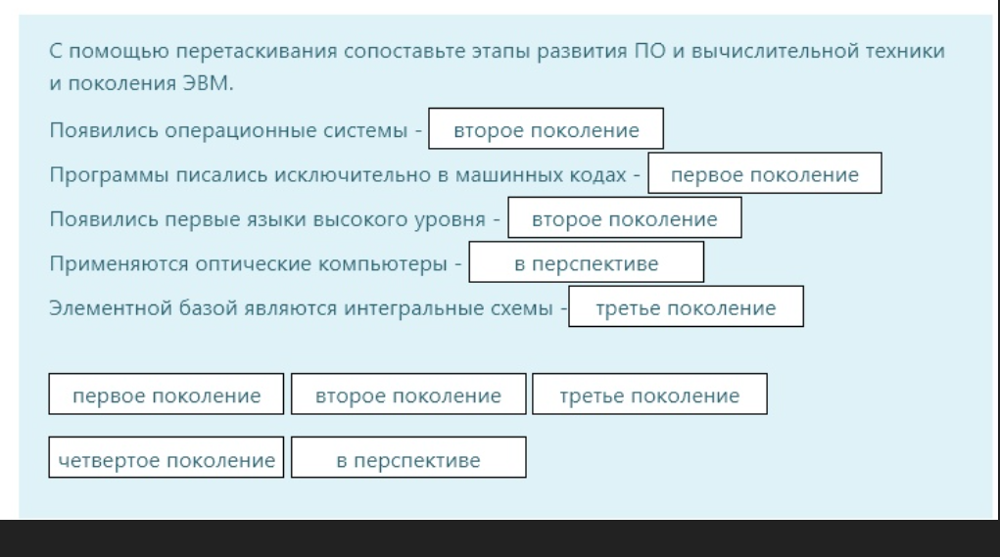 С помощью перетаскивания сопоставьте этапы развития ПО и вычислительной техники
и поколения ЭВМ.
Появились операционные системы - второе поколение
Программы писались исключительно в машинных кодах - первое поколение
Появились первые языки высокого уровня - второе поколение
Применяются оптические компьютеры - в перспективе
Элементной базой являются интегральные схемы - третье поколение
первое поколение второе поколение третье поколение
четвертое поколение в перспективе